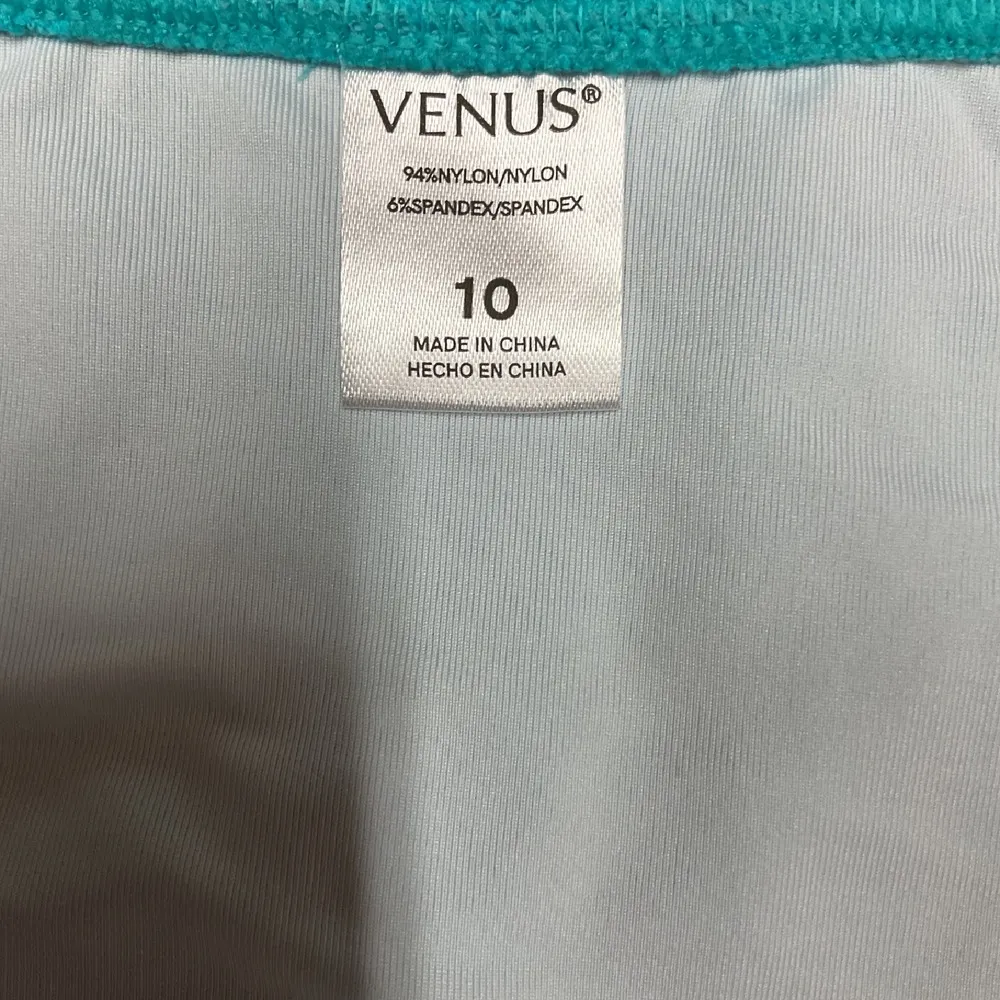 VENUS®
94%NYLON/NYLON
6%SPANDEX/SPANDEX
10
MADE IN CHINA
HECHO EN CHINA